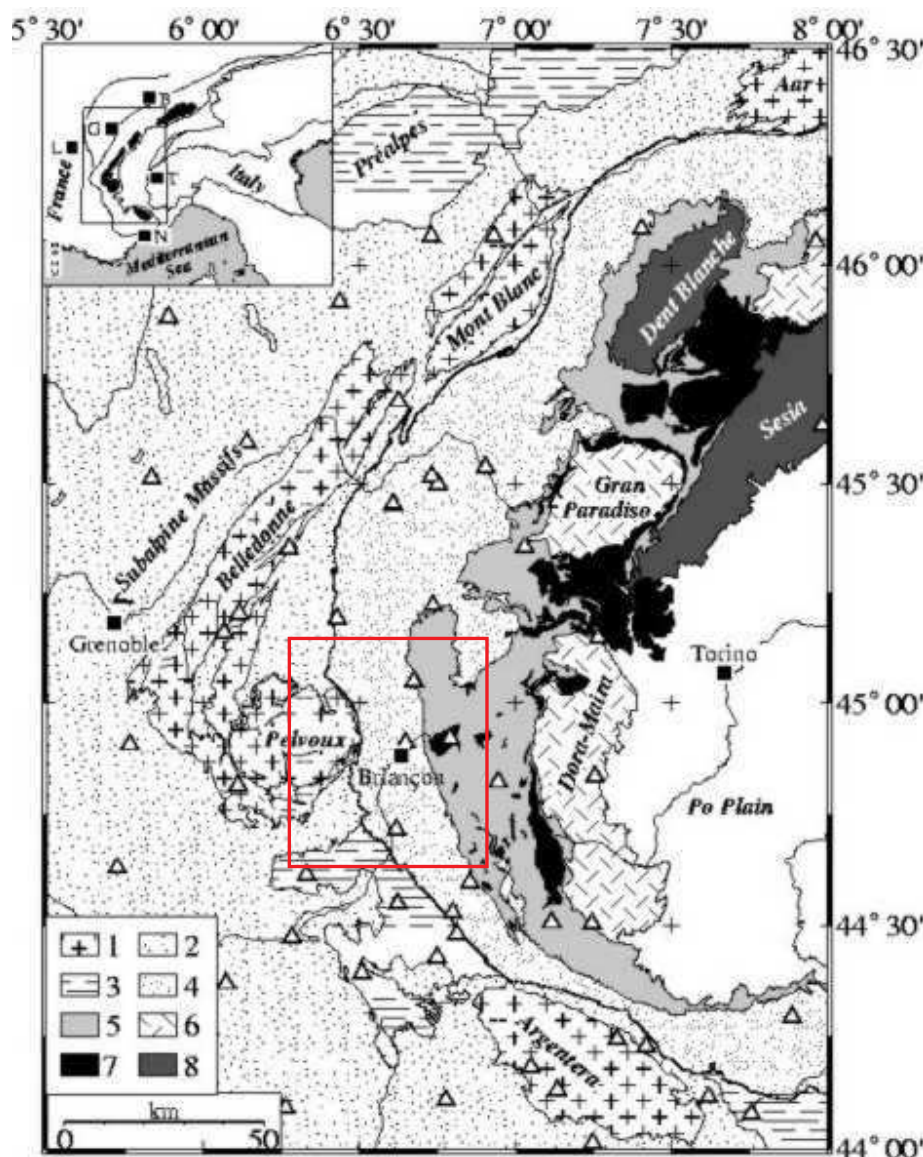 5°30' 6°00' 6°30' 7°00' 7°30' 8°00'
46°30'
46°00'
45°30'
45°00'
44°30'
44°00'
B
G
L
T
N
France
Italy
Mediterranean
Sea
Aar
Préalpes
Mont Blanc
Dent Blanche
Sesia
Subalpine Massifs
Belledonne
Gran
Paradiso
Grenoble
Torino
Pelvoux
Briançon
Dora-Maira
Po Plain
Argentera
1 2
3 4
5 6
7 8
km
0 50